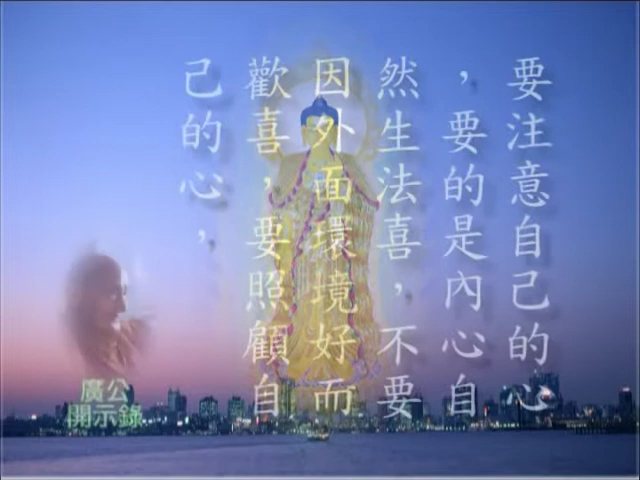 要注意自己的心
，要的是內心自
然生法喜，不要
因外面環境好而
歡喜，要照顧自
己的心，
廣公
開示錄